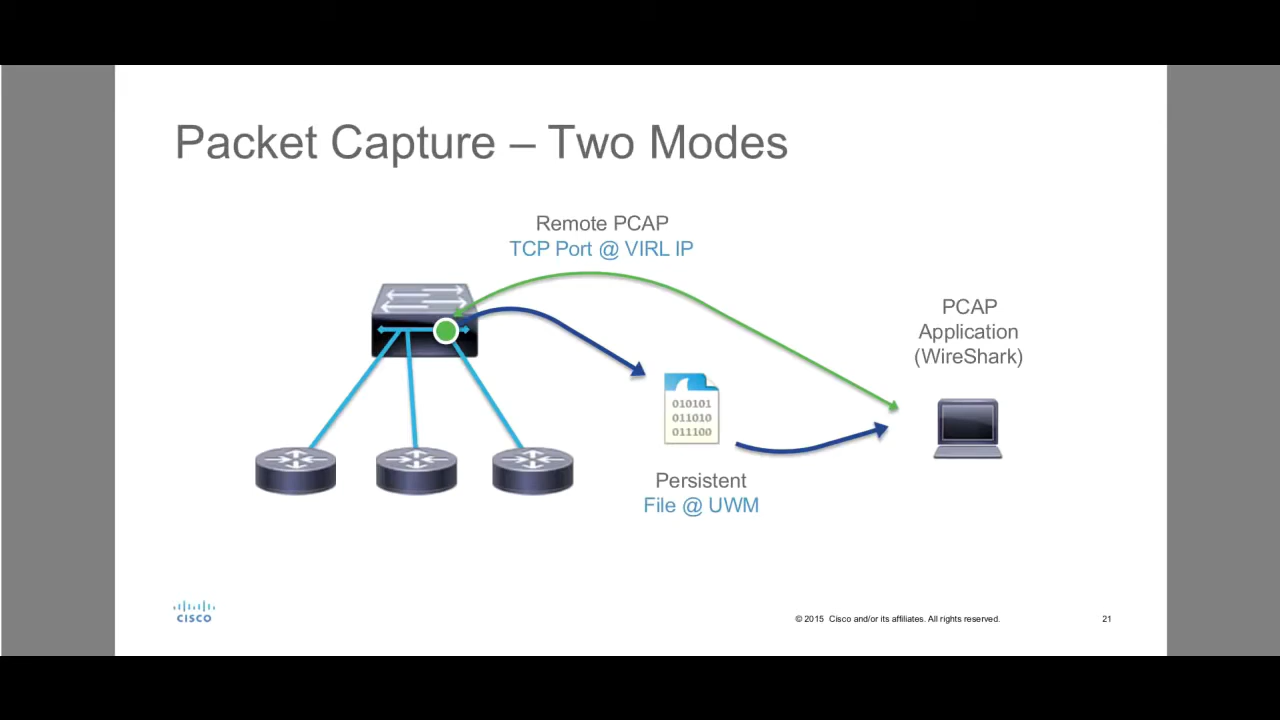 Packet Capture – Two Modes
Remote PCAP
TCP Port @ VIRL IP
PCAP
Application
(WireShark)
010101
011010
011100
Persistent
File @ UWM
CISCO
© 2015 Cisco and/or its affiliates. All rights reserved.
21